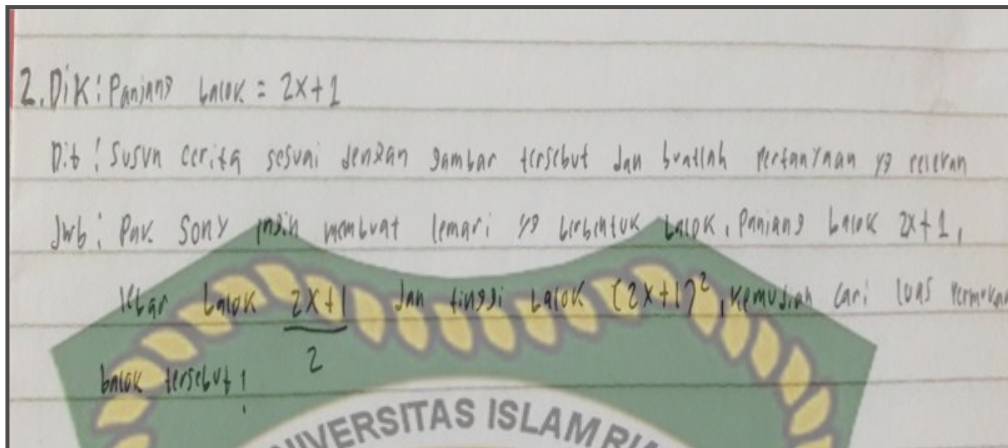 2. Dik : Panjang balok = 2x+1
Dit : Susun cerita sesuai dengan gambar tersebut dan buatlah pertanyaan yg relevan
Jwb : Pak Sony ingin membuat lemari yg berbentuk balok, Panjang balok 2x+1,
lebar balok (2x+1)/2 dan tinggi balok (2x+1)², kemudian cari luas permukaan
balok tersebut!
UNIVERSITAS ISLAM